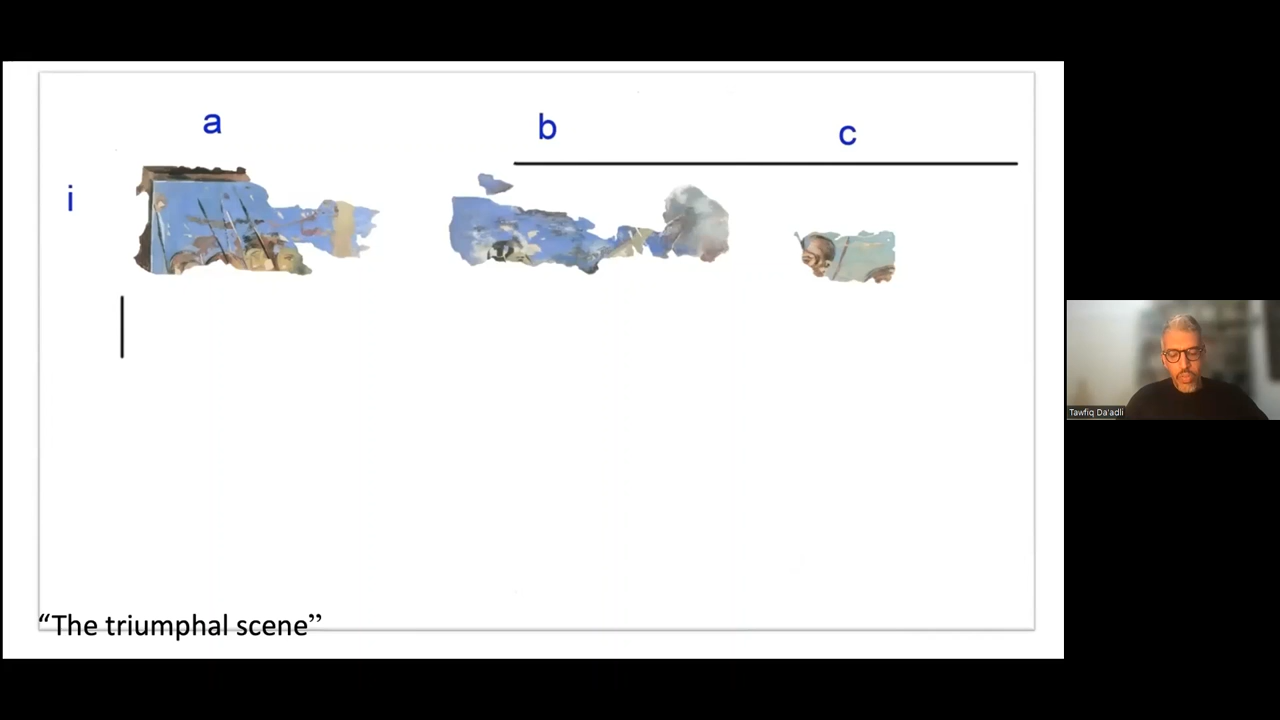 a
b
c
i
“The triumphal scene”
Tawfiq Da'adli